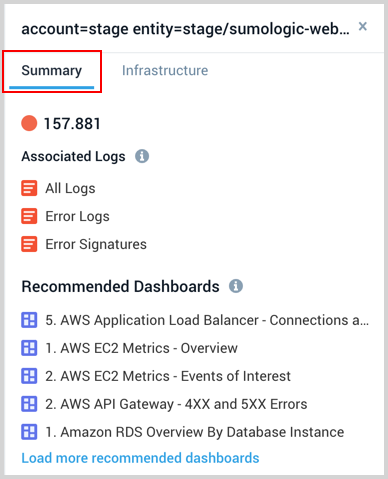 account=stage entity=stage/sumologic-web... ×
Summary Infrastructure
157.881
Associated Logs i
All Logs
Error Logs
Error Signatures
Recommended Dashboards i
5. AWS Application Load Balancer - Connections a...
1. AWS EC2 Metrics - Overview
2. AWS EC2 Metrics - Events of Interest
2. AWS API Gateway - 4XX and 5XX Errors
1. Amazon RDS Overview By Database Instance
Load more recommended dashboards